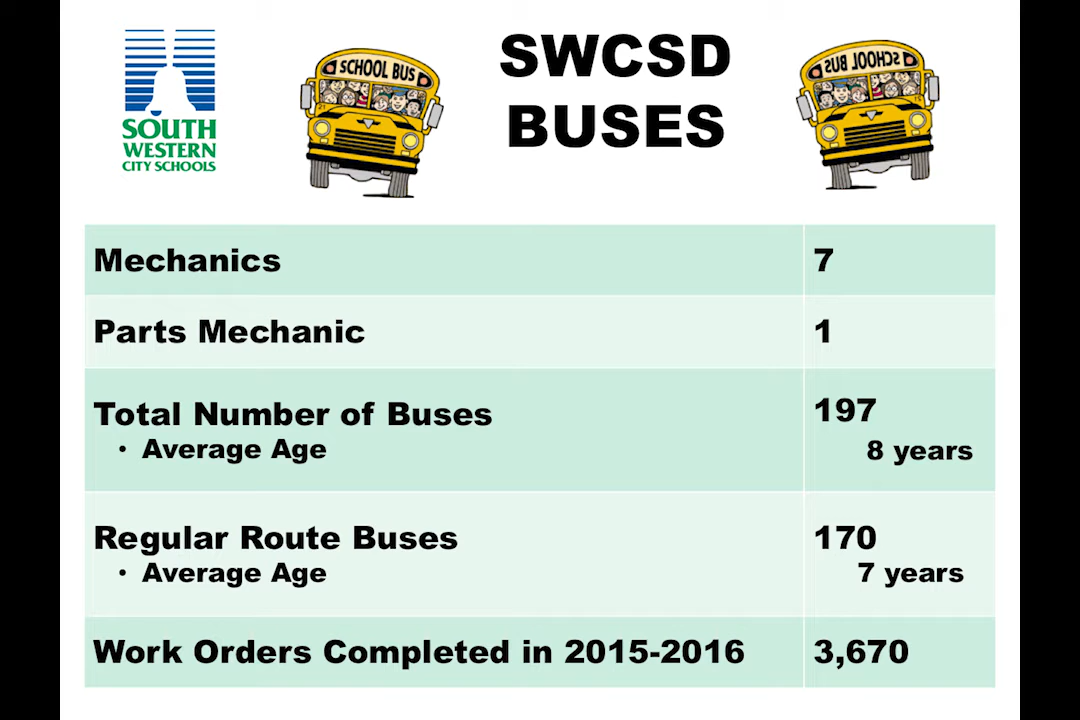 SOUTH
WESTERN
CITY SCHOOLS
SCHOOL BUS
SWCSD
BUSES
SCHOOL BUS
Mechanics 7
Parts Mechanic 1
Total Number of Buses 197
• Average Age 8 years
Regular Route Buses 170
• Average Age 7 years
Work Orders Completed in 2015-2016 3,670